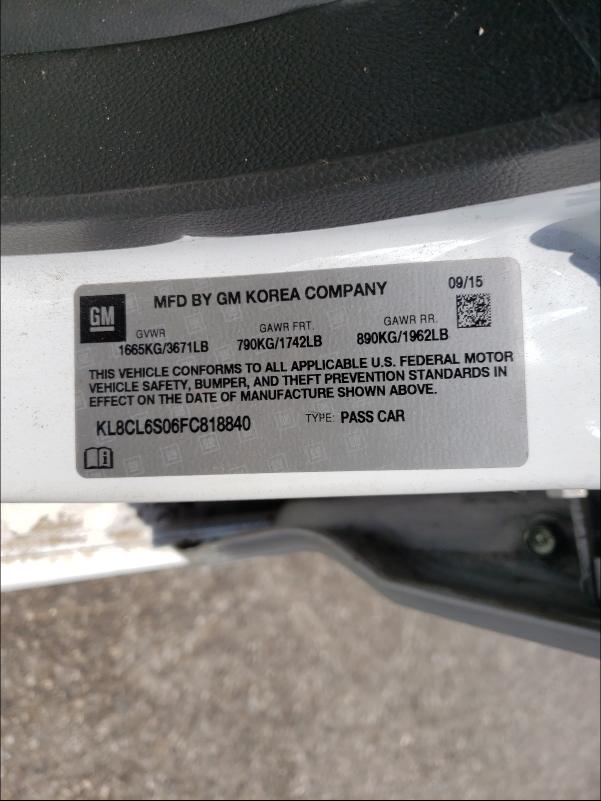 GM
MFD BY GM KOREA COMPANY
09/15
GVWR GAWR FRT. GAWR RR.
1665KG/3671LB 790KG/1742LB 890KG/1962LB
THIS VEHICLE CONFORMS TO ALL APPLICABLE U.S. FEDERAL MOTOR
VEHICLE SAFETY, BUMPER, AND THEFT PREVENTION STANDARDS IN
EFFECT ON THE DATE OF MANUFACTURE SHOWN ABOVE.
KL8CL6S06FC818840 TYPE: PASS CAR